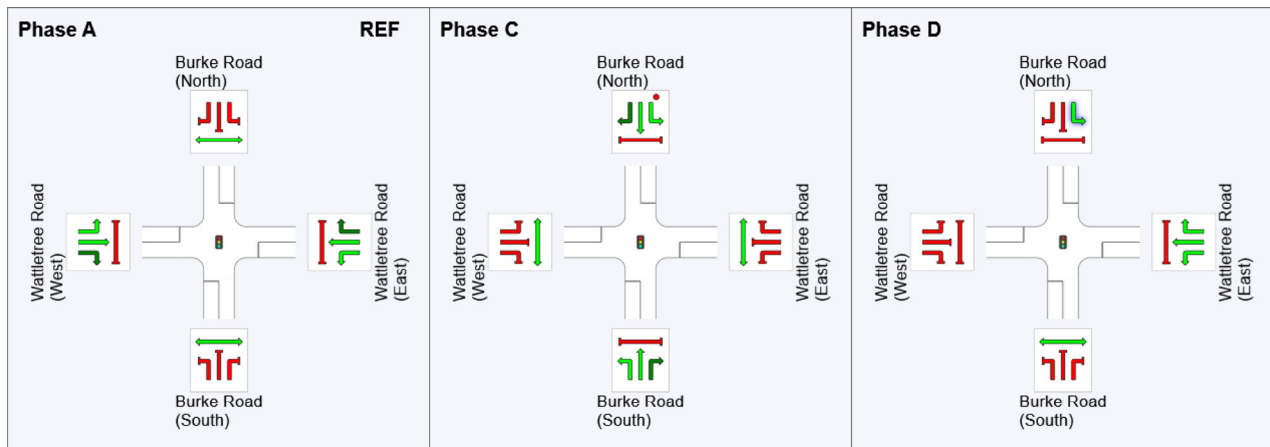 Phase A
REF
Burke Road
(North)
Wattletree Road
(West)
Wattletree Road
(East)
Burke Road
(South)
Phase C
Burke Road
(North)
Wattletree Road
(West)
Wattletree Road
(East)
Burke Road
(South)
Phase D
Burke Road
(North)
Wattletree Road
(West)
Wattletree Road
(East)
Burke Road
(South)